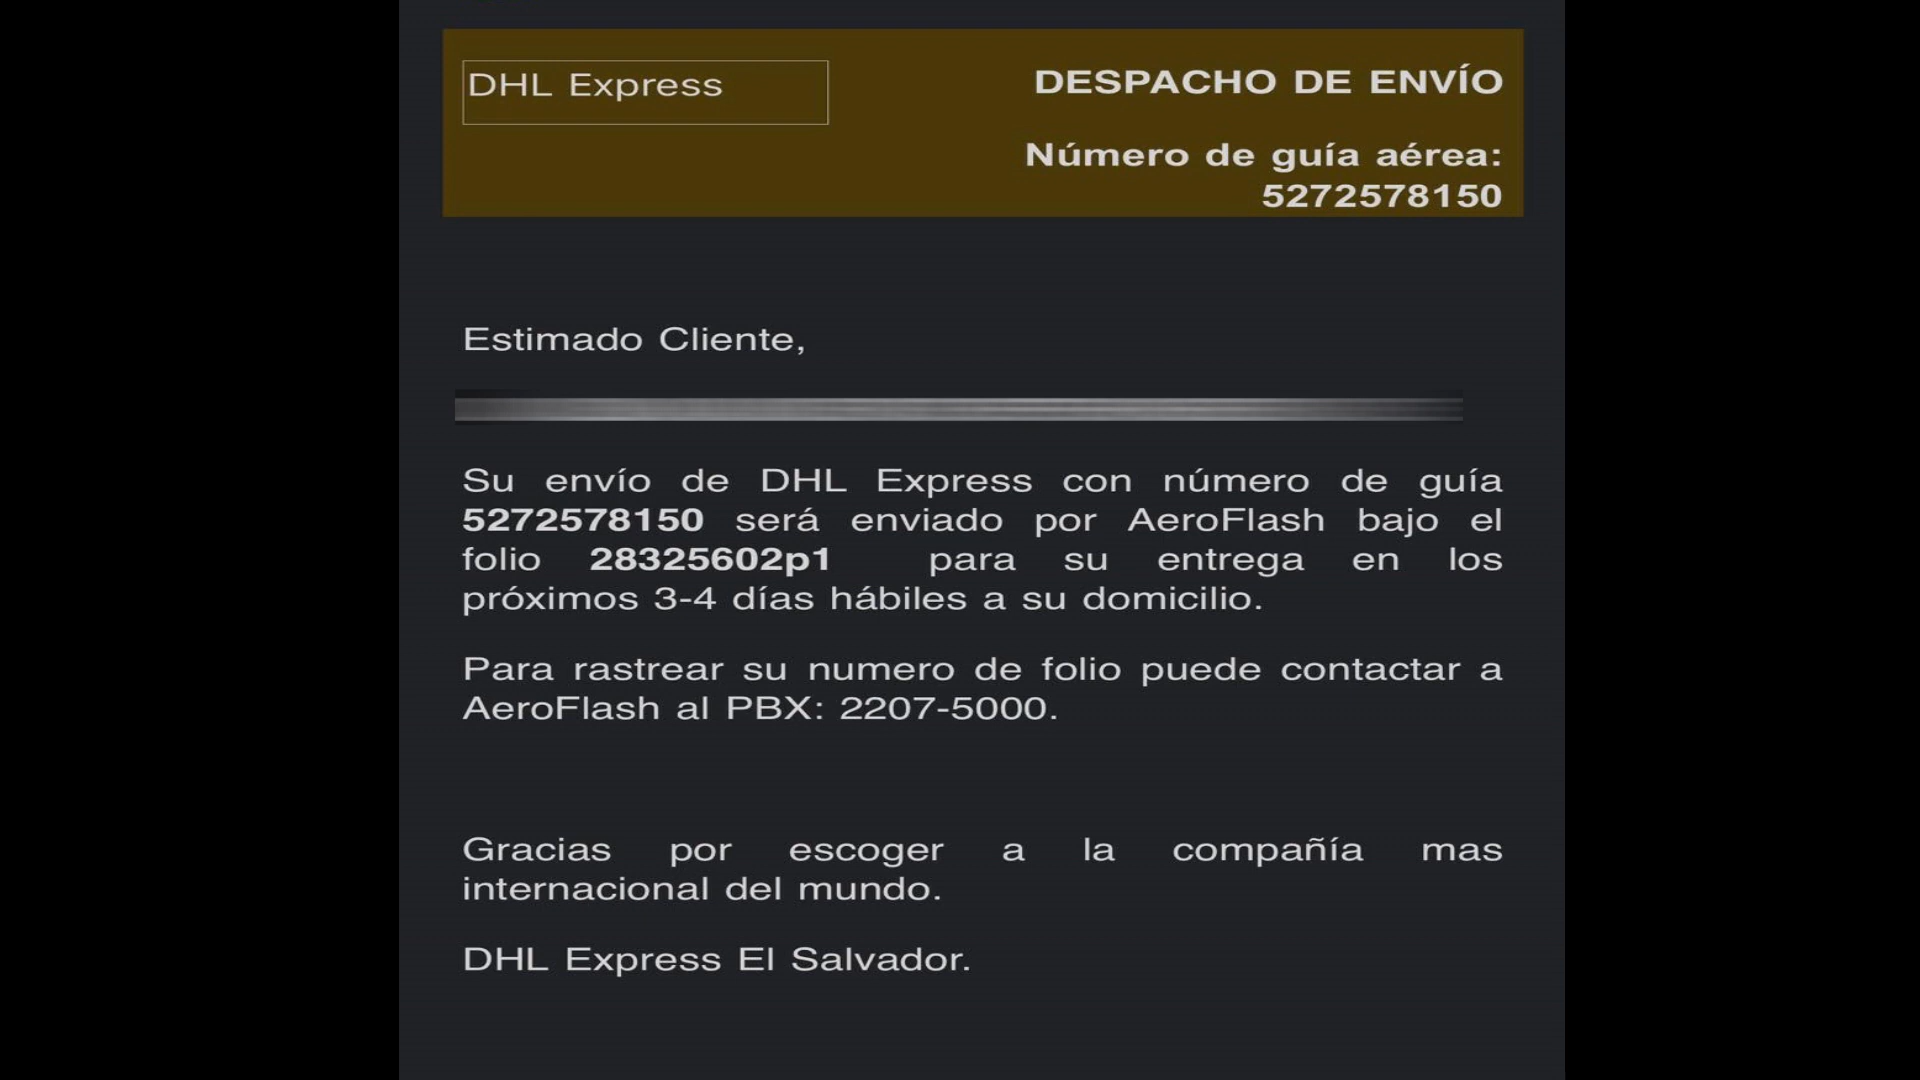 DHL Express
DESPACHO DE ENVÍO
Número de guía aérea:
5272578150
Estimado Cliente,
Su envío de DHL Express con número de guía
5272578150 será enviado por AeroFlash bajo el
folio 28325602p1 para su entrega en los
próximos 3-4 días hábiles a su domicilio.
Para rastrear su numero de folio puede contactar a
AeroFlash al PBX: 2207-5000.
Gracias por escoger a la compañía mas
internacional del mundo.
DHL Express El Salvador.